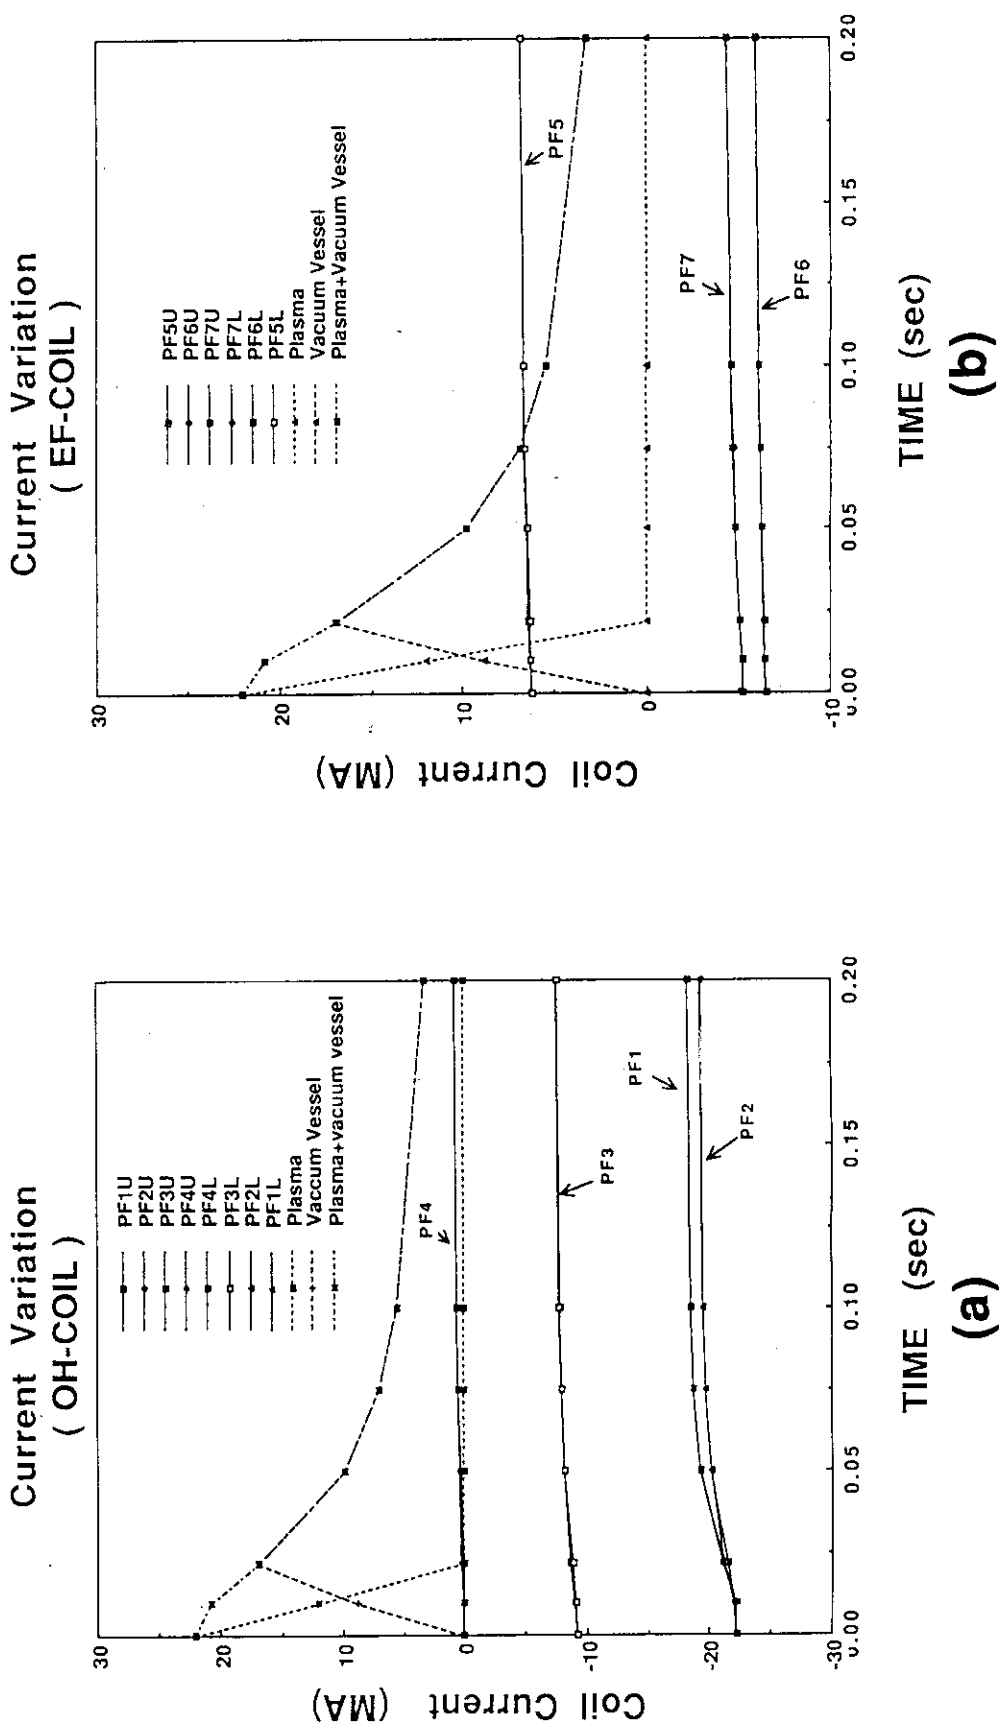 Current Variation
( OH-COIL )
PF1U
PF2U
PF3U
PF4U
PF4L
PF3L
PF2L
PF1L
Plasma
Vaccum Vessel
Plasma+vacuum vessel
30
20
10
0
-10
-20
-30
Coil Current (MA)
PF4
PF3
PF1
PF2
0.00
0.05
0.10
0.15
0.20
TIME (sec)
(a)
Current Variation
( EF-COIL )
PF5U
PF6U
PF7U
PF7L
PF6L
PF5L
Plasma
Vacuum Vessel
Plasma+Vacuum Vessel
30
20
10
0
-10
Coil Current (MA)
PF5
PF7
PF6
0.00
0.05
0.10
0.15
0.20
TIME (sec)
(b)